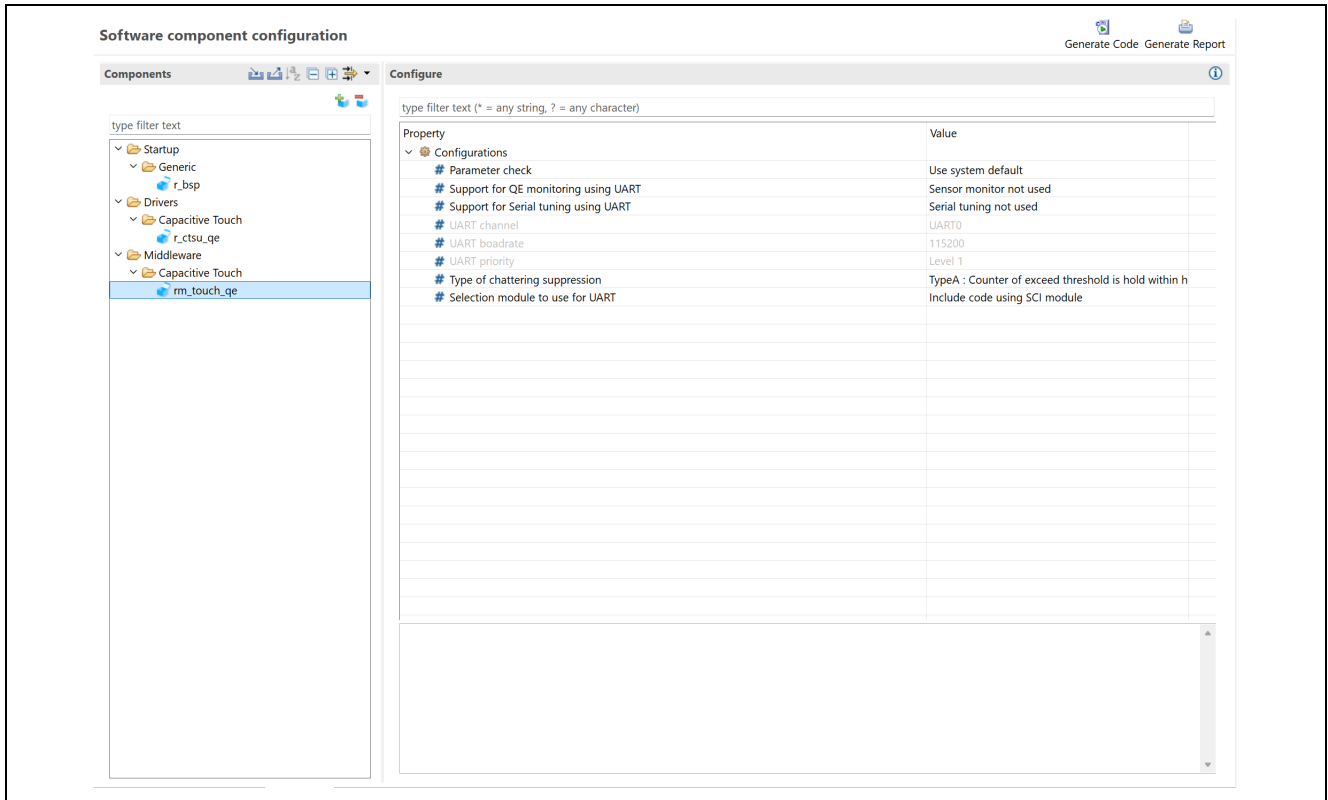 Software component configuration
Generate Code Generate Report
Components
Configure
type filter text (* = any string, ? = any character)
type filter text
Startup
Generic
r_bsp
Drivers
Capacitive Touch
r_ctsu_qe
Middleware
Capacitive Touch
rm_touch_qe
Property Value
Configurations
# Parameter check Use system default
# Support for QE monitoring using UART Sensor monitor not used
# Support for Serial tuning using UART Serial tuning not used
# UART channel UART0
# UART boadrate 115200
# UART priority Level 1
# Type of chattering suppression TypeA : Counter of exceed threshold is hold within h
# Selection module to use for UART Include code using SCI module